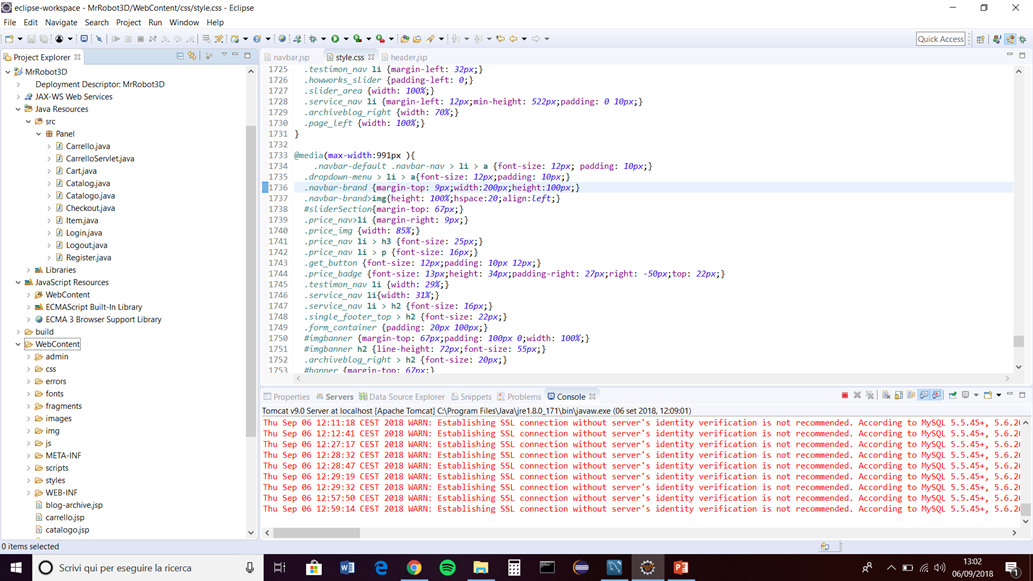 eclipse-workspace - MrRobot3D/WebContent/css/style.css - Eclipse
File Edit Navigate Search Project Run Window Help
Quick Access
Project Explorer
MrRobot3D
Deployment Descriptor: MrRobot3D
JAX-WS Web Services
Java Resources
src
Panel
Carrello.java
CarrelloServlet.java
Cart.java
Catalog.java
Catalogo.java
Checkout.java
Item.java
Login.java
Logout.java
Register.java
Libraries
JavaScript Resources
WebContent
ECMAScript Built-In Library
ECMA 3 Browser Support Library
build
WebContent
admin
css
errors
fonts
fragments
images
img
js
META-INF
scripts
styles
WEB-INF
blog-archive.jsp
carrello.jsp
catalogo.jsp
navbar.jsp style.css header.jsp
1725 .testimon_nav li {margin-left: 32px;}
1726 .howworks_slider {padding-left: 0;}
1727 .slider_area {width: 100%;}
1728 .service_nav li {margin-left: 12px;min-height: 522px;padding: 0 10px;}
1729 .archiveblog_right {width: 70%;}
1730 .page_left {width: 100%;}
1731 }
1732
1733 @media(max-width:991px ){
1734 .navbar-default .navbar-nav > li > a {font-size: 12px; padding: 10px;}
1735 .dropdown-menu > li > a{font-size: 12px;padding: 10px;}
1736 .navbar-brand {margin-top: 9px;width:200px;height:100px;}
1737 .navbar-brand>img{height: 100%;hspace:20;align:left;}
1738 #sliderSection{margin-top: 67px;}
1739 .price_nav>li {margin-right: 9px;}
1740 .price_img {width: 85%;}
1741 .price_nav li > h3 {font-size: 25px;}
1742 .price_nav li > p {font-size: 16px;}
1743 .get_button {font-size: 12px;padding: 10px 12px;}
1744 .price_badge {font-size: 13px;height: 34px;padding-right: 27px;right: -50px;top: 22px;}
1745 .testimon_nav li {width: 29%;}
1746 .service_nav li{width: 31%;}
1747 .service_nav li > h2 {font-size: 16px;}
1748 .single_footer_top > h2 {font-size: 22px;}
1749 .form_container {padding: 20px 100px;}
1750 #imgbanner {margin-top: 67px;padding: 100px 0;width: 100%;}
1751 #imgbanner h2 {line-height: 72px;font-size: 55px;}
1752 .archiveblog_right > h2 {font-size: 20px;}
1753 #banner {margin-top: 67px;}
Properties Servers Data Source Explorer Snippets Problems Console
Tomcat v9.0 Server at localhost [Apache Tomcat] C:\Program Files\Java\jre1.8.0_171\bin\javaw.exe (06 set 2018, 12:09:01)
Thu Sep 06 12:11:18 CEST 2018 WARN: Establishing SSL connection without server's identity verification is not recommended. According to MySQL 5.5.45+, 5.6.26
Thu Sep 06 12:12:41 CEST 2018 WARN: Establishing SSL connection without server's identity verification is not recommended. According to MySQL 5.5.45+, 5.6.26
Thu Sep 06 12:27:17 CEST 2018 WARN: Establishing SSL connection without server's identity verification is not recommended. According to MySQL 5.5.45+, 5.6.26
Thu Sep 06 12:28:32 CEST 2018 WARN: Establishing SSL connection without server's identity verification is not recommended. According to MySQL 5.5.45+, 5.6.26
Thu Sep 06 12:28:47 CEST 2018 WARN: Establishing SSL connection without server's identity verification is not recommended. According to MySQL 5.5.45+, 5.6.26
Thu Sep 06 12:29:19 CEST 2018 WARN: Establishing SSL connection without server's identity verification is not recommended. According to MySQL 5.5.45+, 5.6.26
Thu Sep 06 12:29:32 CEST 2018 WARN: Establishing SSL connection without server's identity verification is not recommended. According to MySQL 5.5.45+, 5.6.26
Thu Sep 06 12:57:50 CEST 2018 WARN: Establishing SSL connection without server's identity verification is not recommended. According to MySQL 5.5.45+, 5.6.26
Thu Sep 06 12:59:14 CEST 2018 WARN: Establishing SSL connection without server's identity verification is not recommended. According to MySQL 5.5.45+, 5.6.26
0 items selected
Scrivi qui per eseguire la ricerca
13:02
06/09/2018